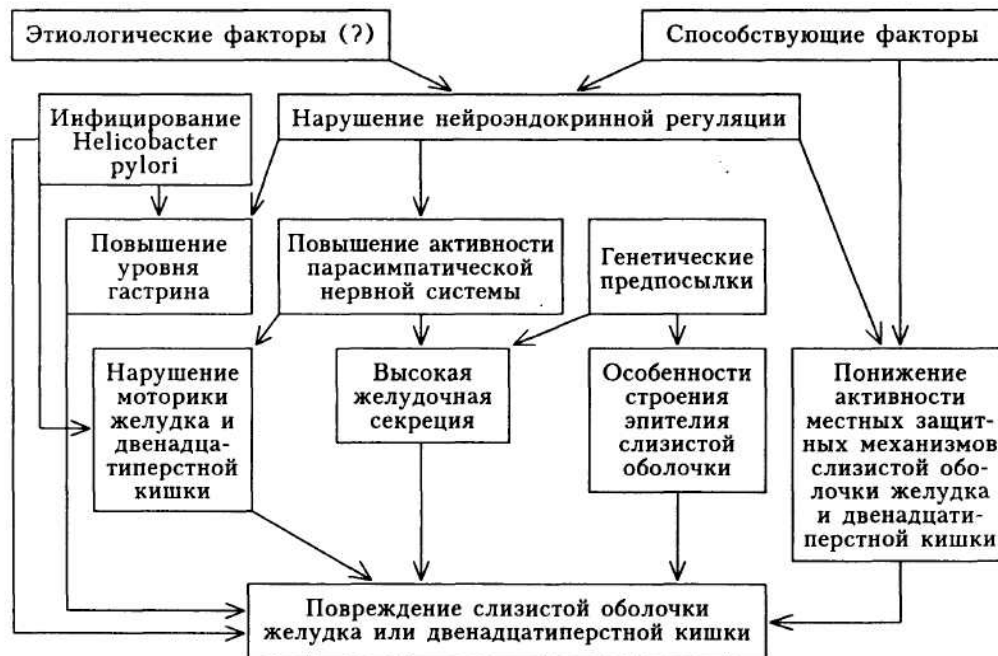 Этиологические факторы (?)
Способствующие факторы
Инфицирование
Helicobacter
pylori
Нарушение нейроэндокринной регуляции
Повышение
уровня
гастрина
Повышение активности
парасимпатической
нервной системы
Генетические
предпосылки
Нарушение
моторики
желудка и
двенадца-
типерстной
кишки
Высокая
желудочная
секреция
Особенности
строения
эпителия
слизистой
оболочки
Понижение
активности
местных защит-
ных механизмов
слизистой обо-
лочки желудка
и двенадцати-
перстной кишки
Повреждение слизистой оболочки
желудка или двенадцатиперстной кишки